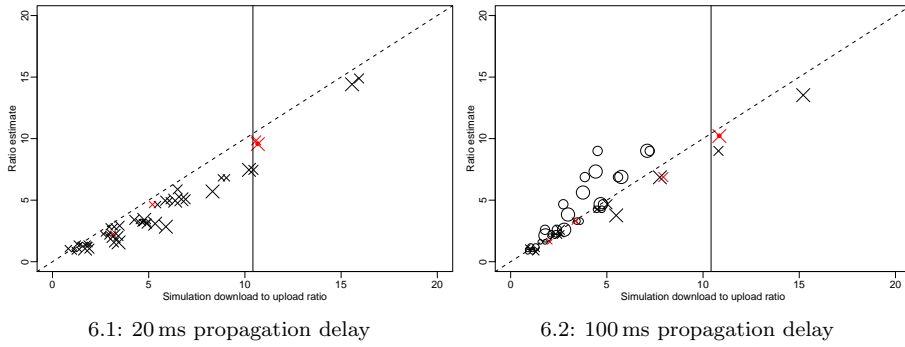 20
15
10
5
0
Ratio estimate
0 5 10 15 20
Simulation download to upload ratio
6.1: 20 ms propagation delay
20
15
10
5
0
Ratio estimate
0 5 10 15 20
Simulation download to upload ratio
6.2: 100 ms propagation delay